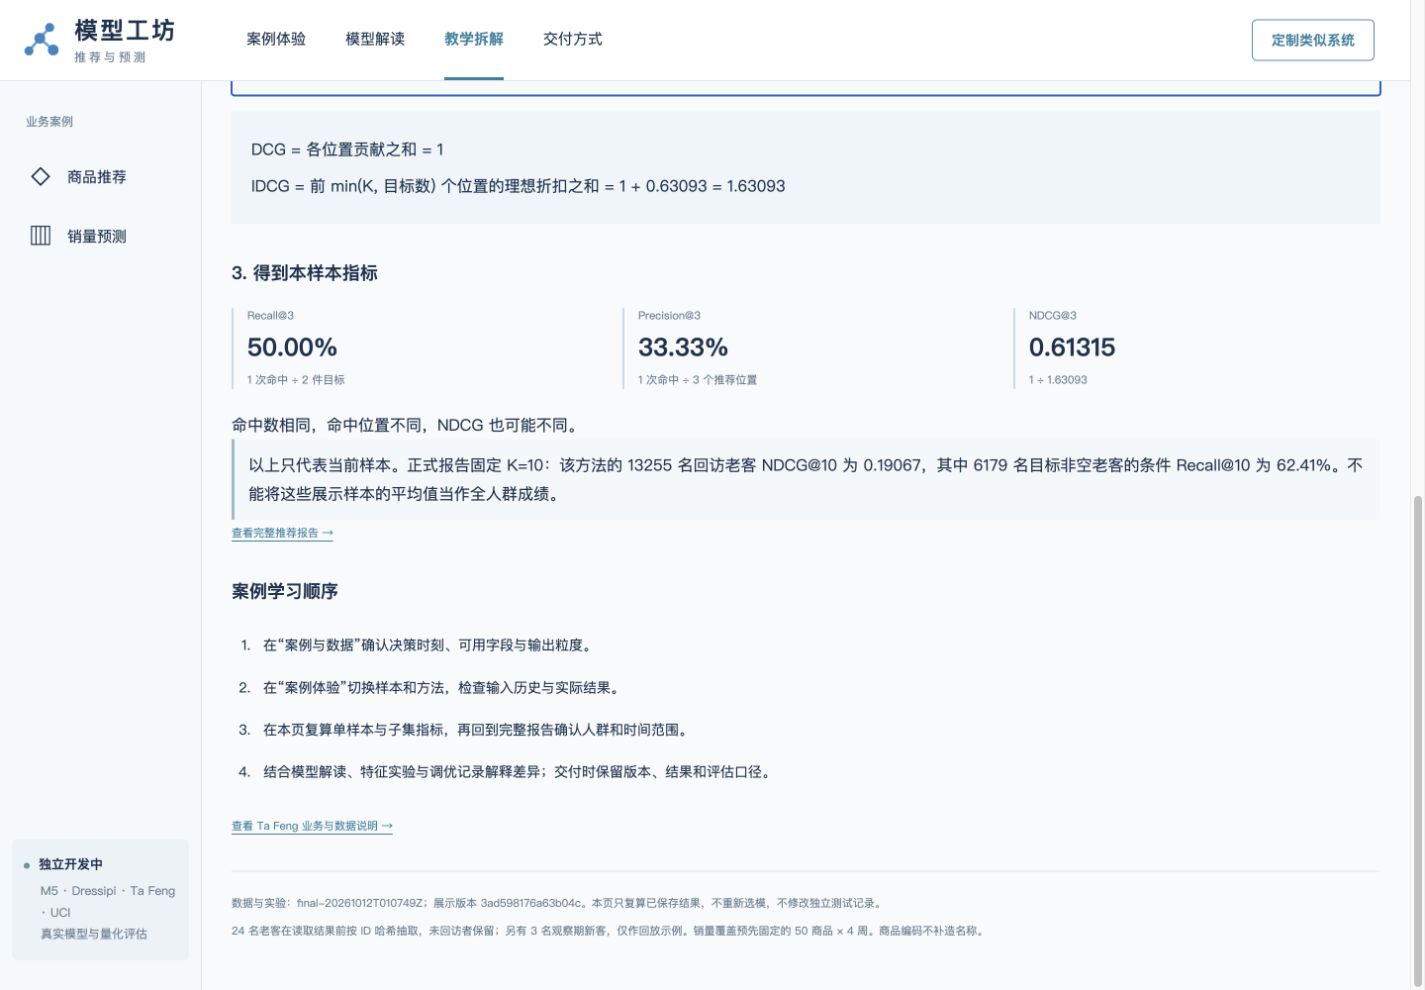 模型工坊
推荐与预测
案例体验
模型解读
教学拆解
交付方式
定制类似系统
业务案例
商品推荐
销量预测
DCG = 各位置贡献之和 = 1
IDCG = 前 min(K, 目标数) 个位置的理想折扣之和 = 1 + 0.63093 = 1.63093
3. 得到本样本指标
Recall@3
50.00%
1 次命中 ÷ 2 件目标
Precision@3
33.33%
1 次命中 ÷ 3 个推荐位置
NDCG@3
0.61315
1 ÷ 1.63093
命中数相同，命中位置不同，NDCG 也可能不同。
以上只代表当前样本。正式报告固定 K=10：该方法的 13255 名回访老客 NDCG@10 为 0.19067，其中 6179 名目标非空老客的条件 Recall@10 为 62.41%。不
能将这些展示样本的平均值当作全人群成绩。
查看完整推荐报告 →
案例学习顺序
1. 在“案例与数据”确认决策时刻、可用字段与输出粒度。
2. 在“案例体验”切换样本和方法，检查输入历史与实际结果。
3. 在本页复算单样本与子集指标，再回到完整报告确认人群和时间范围。
4. 结合模型解读、特征实验与调优记录解释差异；交付时保留版本、结果和评估口径。
查看 Ta Feng 业务与数据说明 →
独立开发中
M5 · Dressipi · Ta Feng
· UCI
真实模型与量化评估
数据与实验：final-20261012T010749Z；展示版本 3ad598176a63b04c。本页只复算已保存结果，不重新选模，不修改独立测试记录。
24 名老客在读取结果前按 ID 哈希抽取，未回访者保留；另有 3 名观察期新客，仅作回放示例。销量覆盖预先固定的 50 商品 × 4 周。商品编码不补造名称。